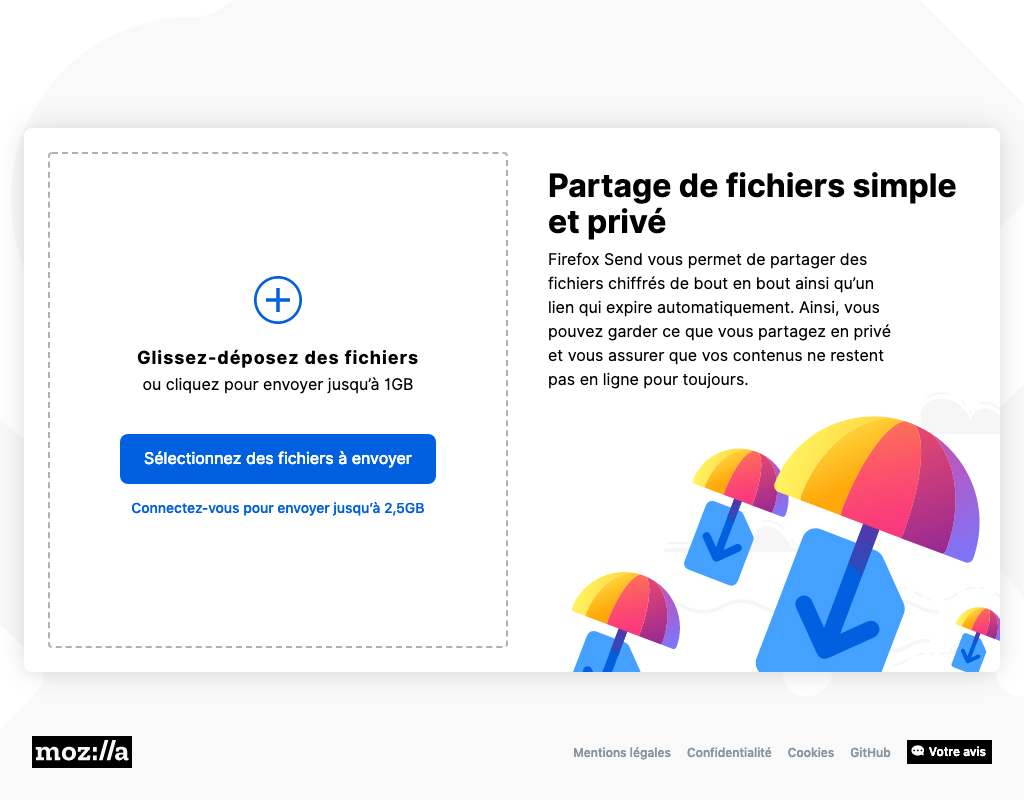 Glissez-déposez des fichiers
ou cliquez pour envoyer jusqu’à 1GB
Sélectionnez des fichiers à envoyer
Connectez-vous pour envoyer jusqu’à 2,5GB
Partage de fichiers simple
et privé
Firefox Send vous permet de partager des
fichiers chiffrés de bout en bout ainsi qu’un
lien qui expire automatiquement. Ainsi, vous
pouvez garder ce que vous partagez en privé
et vous assurer que vos contenus ne restent
pas en ligne pour toujours.
moz://a
Mentions légales Confidentialité Cookies GitHub Votre avis